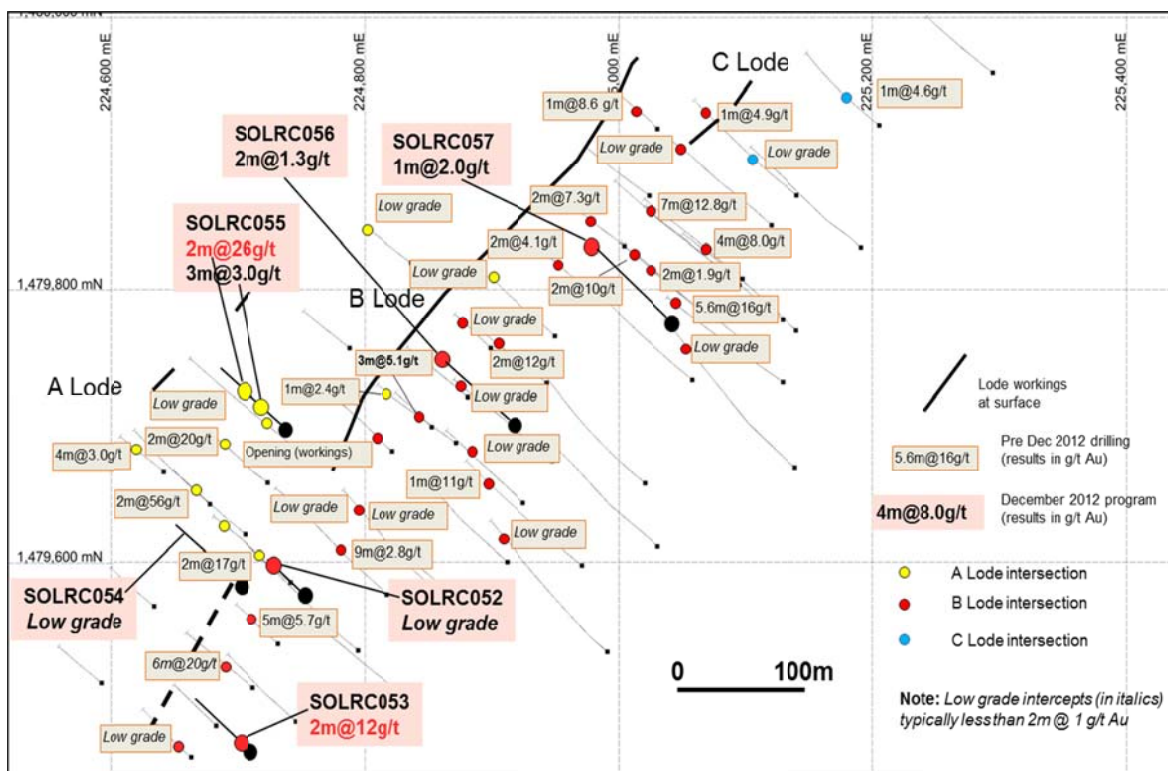 1,480,000 mN
224,600 mE
224,800 mE
225,200 mE
225,400 mE
C Lode
1m@4.6g/t
1m@8.6 g/t
1m@4.9g/t
SOLRC056
2m@1.3g/t
SOLRC057
1m@2.0g/t
Low grade
Low grade
2m@7.3g/t
7m@12.8g/t
Low grade
SOLRC055
2m@26g/t
3m@3.0g/t
2m@4.1g/t
4m@8.0g/t
Low grade
2m@1.9g/t
2m@10g/t
1,479,800 mN
B Lode
5.6m@16g/t
Low grade
Low grade
3m@5.1g/t
2m@12g/t
A Lode
1m@2.4g/t
Low grade
Low grade
Lode workings
at surface
2m@20g/t
Opening (workings)
Low grade
4m@3.0g/t
5.6m@16g/t
Pre Dec 2012 drilling
(results in g/t Au)
2m@56g/t
1m@11g/t
Low grade
Low grade
4m@8.0g/t
December 2012 program
(results in g/t Au)
Low grade
9m@2.8g/t
1,479,600 mN
2m@17g/t
A Lode intersection
SOLRC054
Low grade
SOLRC052
Low grade
B Lode intersection
5m@5.7g/t
C Lode intersection
6m@20g/t
0 100m
SOLRC053
2m@12g/t
Note: Low grade intercepts (in italics)
typically less than 2m @ 1 g/t Au
Low grade